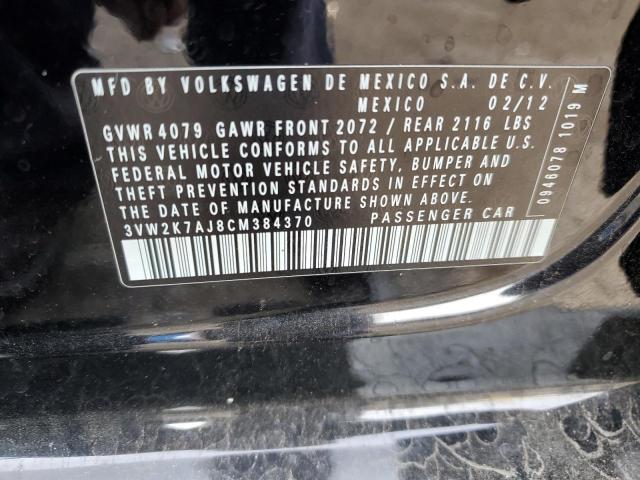 MFD BY VOLKSWAGEN DE MEXICO S.A. DE C.V.
MEXICO 02/12
GVWR 4079 GAWR FRONT 2072 / REAR 2116 LBS
THIS VEHICLE CONFORMS TO ALL APPLICABLE U.S.
FEDERAL MOTOR VEHICLE SAFETY, BUMPER AND
THEFT PREVENTION STANDARDS IN EFFECT ON
THE DATE OF MANUFACTURE SHOWN ABOVE.
3VW2K7AJ8CM384370 PASSENGER CAR
0946078 1019 M